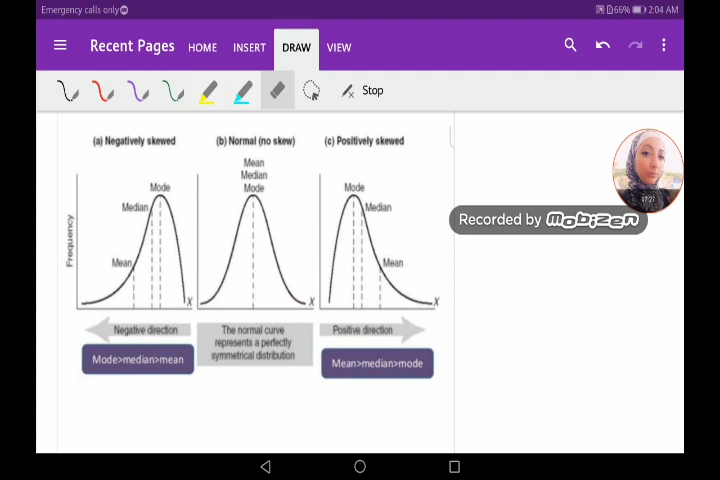 Emergency calls only
66% 2:04 AM
Recent Pages HOME INSERT DRAW VIEW
Stop
(a) Negatively skewed (b) Normal (no skew) (c) Positively skewed
Mean
Median
Mode Mode Mode
Median Median
Mean Mean
Frequency
X X X
Negative direction The normal curve represents a perfectly symmetrical distribution Positive direction
Mode>median>mean Mean>median>mode
07:27
Recorded by Mobizen